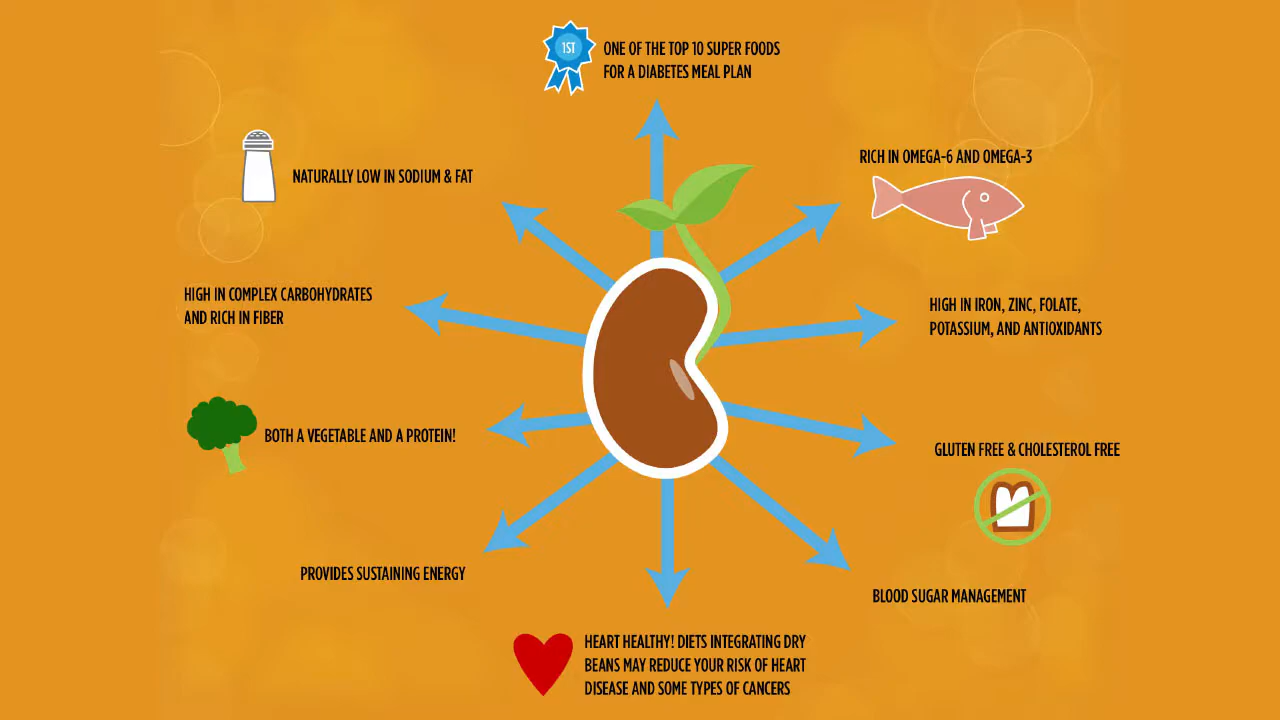 1ST
ONE OF THE TOP 10 SUPER FOODS
FOR A DIABETES MEAL PLAN
RICH IN OMEGA-6 AND OMEGA-3
NATURALLY LOW IN SODIUM & FAT
HIGH IN COMPLEX CARBOHYDRATES
AND RICH IN FIBER
HIGH IN IRON, ZINC, FOLATE,
POTASSIUM, AND ANTIOXIDANTS
BOTH A VEGETABLE AND A PROTEIN!
GLUTEN FREE & CHOLESTEROL FREE
PROVIDES SUSTAINING ENERGY
BLOOD SUGAR MANAGEMENT
HEART HEALTHY! DIETS INTEGRATING DRY
BEANS MAY REDUCE YOUR RISK OF HEART
DISEASE AND SOME TYPES OF CANCERS